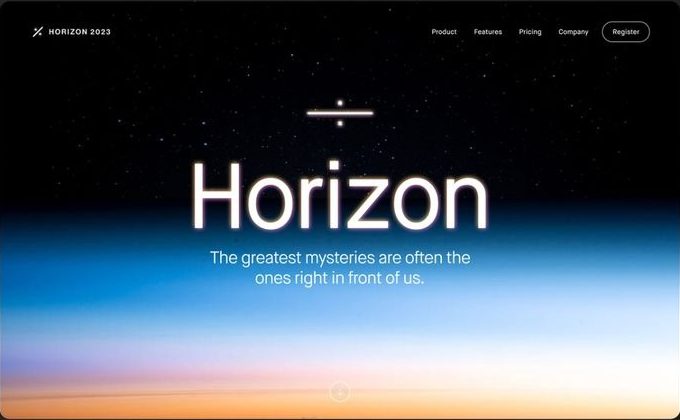 HORIZON 2023
Product
Features
Pricing
Company
Register
Horizon
The greatest mysteries are often the
ones right in front of us.